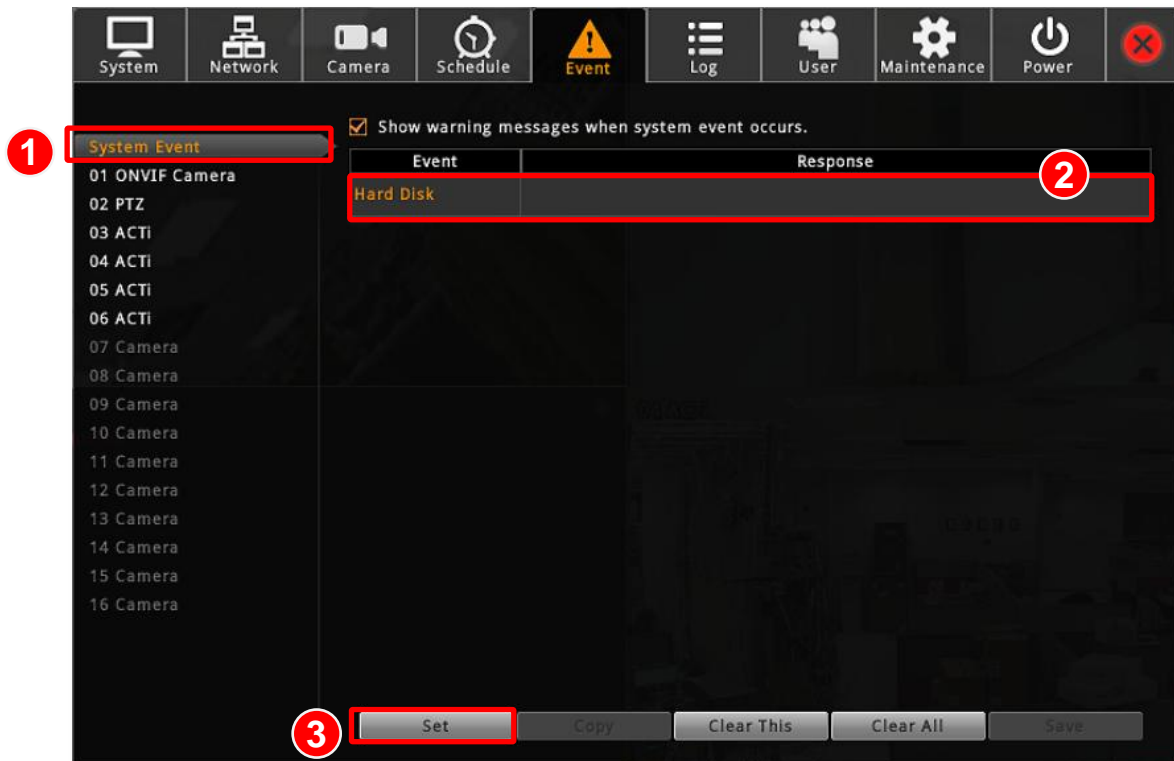 System Network Camera Schedule Event Log User Maintenance Power
Show warning messages when system event occurs.
1
System Event
Event Response
2
01 ONVIF Camera
Hard Disk
02 PTZ
03 ACTi
04 ACTi
05 ACTi
06 ACTi
07 Camera
08 Camera
09 Camera
10 Camera
11 Camera
12 Camera
13 Camera
14 Camera
15 Camera
16 Camera
3
Set Copy Clear This Clear All Save